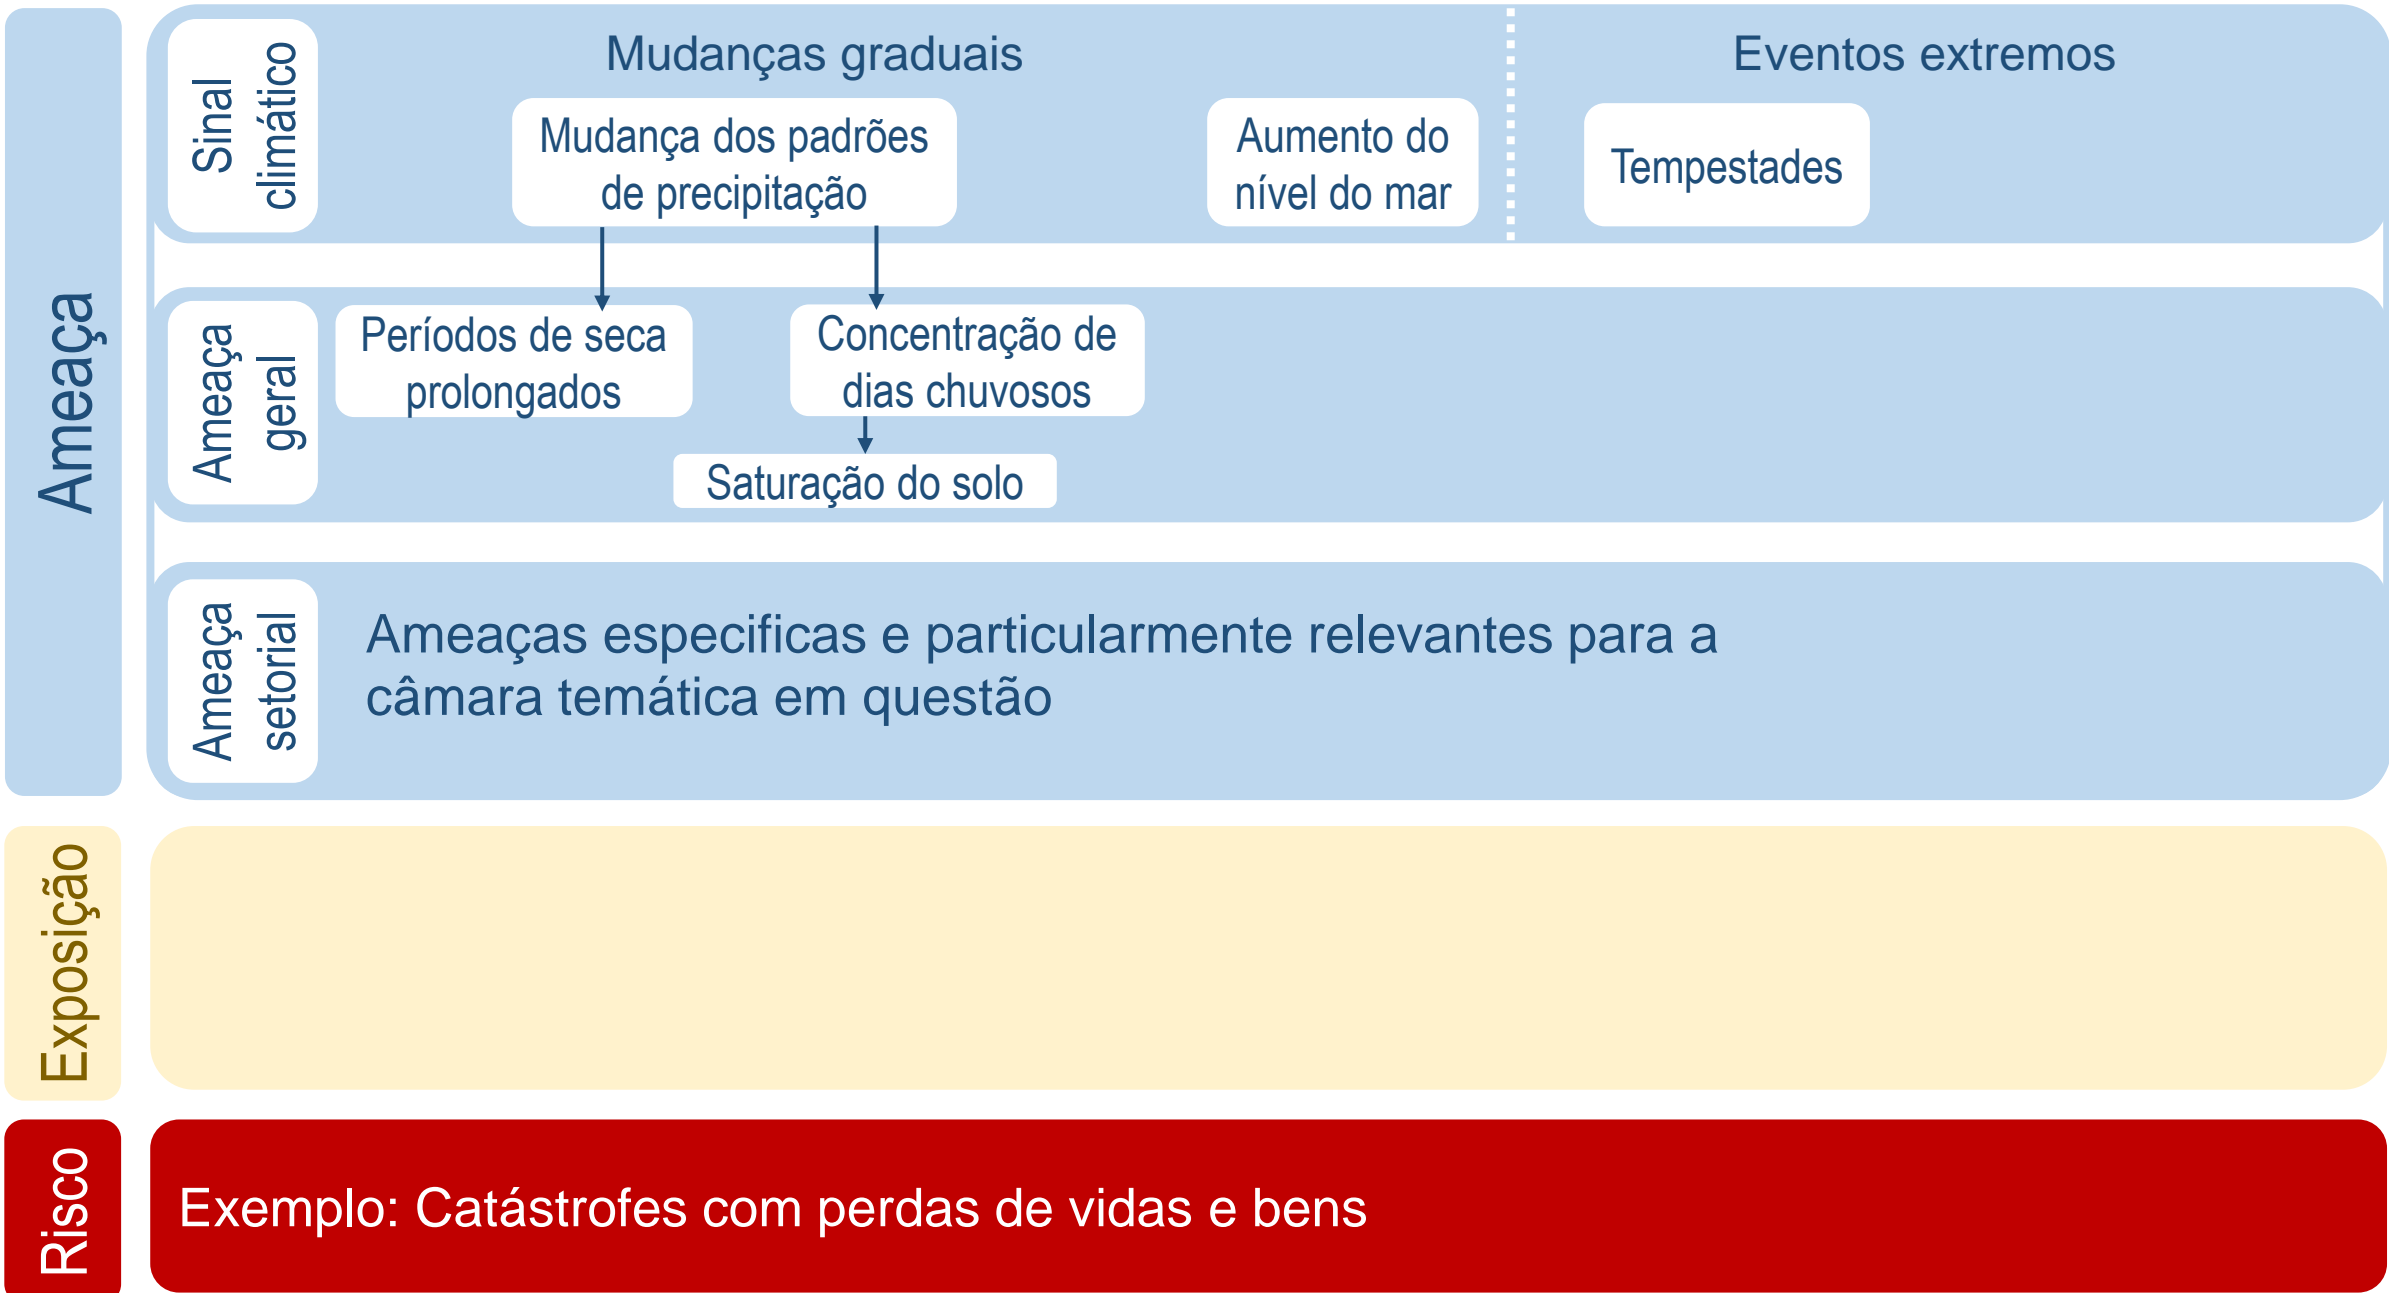 Ameaça
Sinal
climático
Mudanças graduais
Eventos extremos
Mudança dos padrões
de precipitação
Aumento do
nível do mar
Tempestades
Ameaça
geral
Períodos de seca
prolongados
Concentração de
dias chuvosos
Saturação do solo
Ameaça
setorial
Ameaças especificas e particularmente relevantes para a
câmara temática em questão
Exposição
Risco
Exemplo: Catástrofes com perdas de vidas e bens